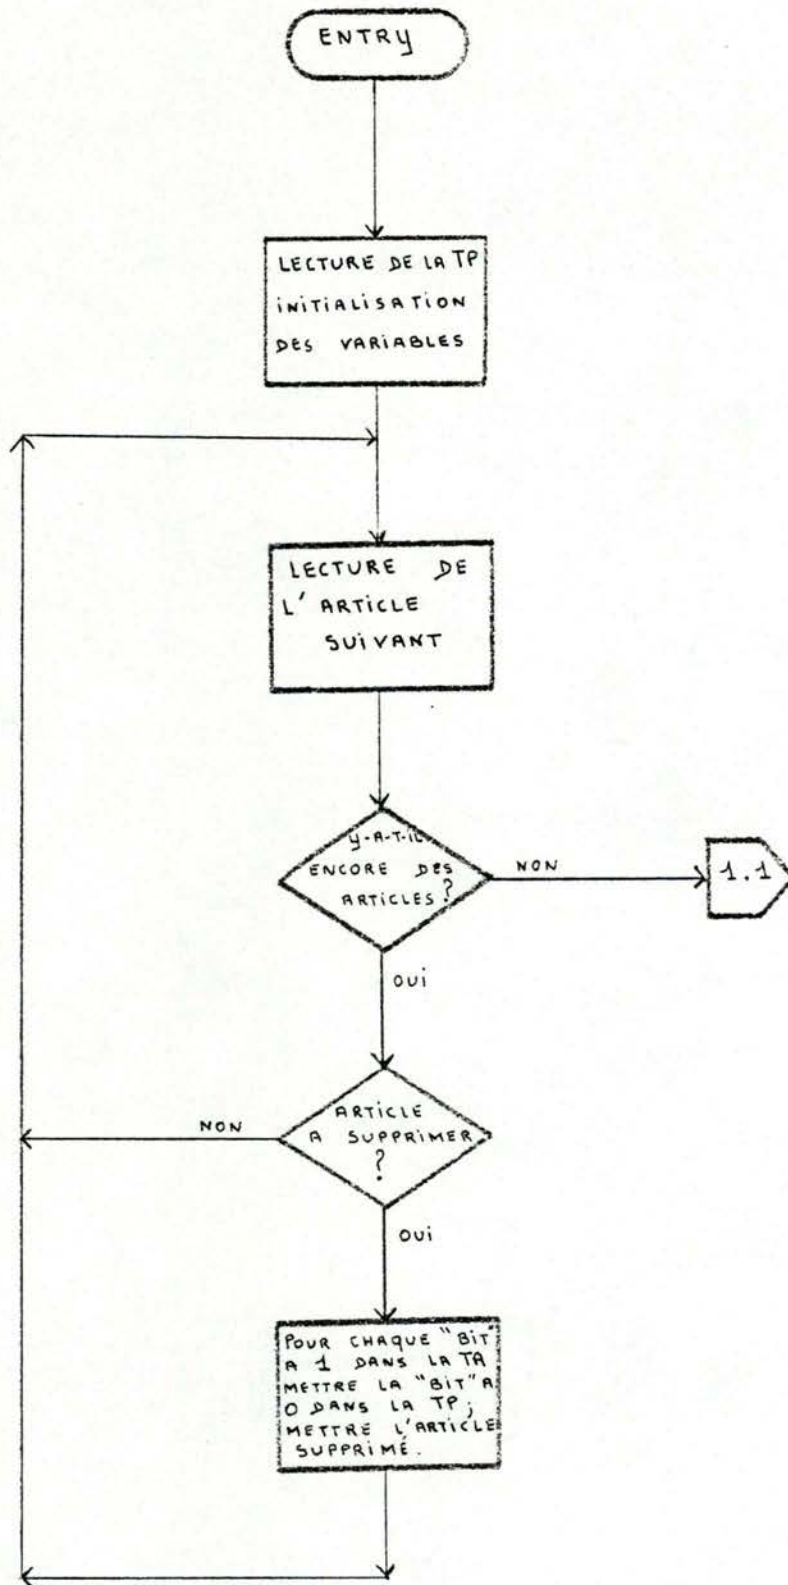 ENTRY
LECTURE DE LA TP
INITIALISATION
DES VARIABLES
LECTURE DE
L'ARTICLE
SUIVANT
Y-A-T-IL
ENCORE DES
ARTICLES?
NON
1.1
OUI
ARTICLE
A SUPPRIMER
?
NON
OUI
POUR CHAQUE "BIT"
A 1 DANS LA TA
METTRE LA "BIT" A
0 DANS LA TP;
METTRE L'ARTICLE
SUPPRIMÉ.